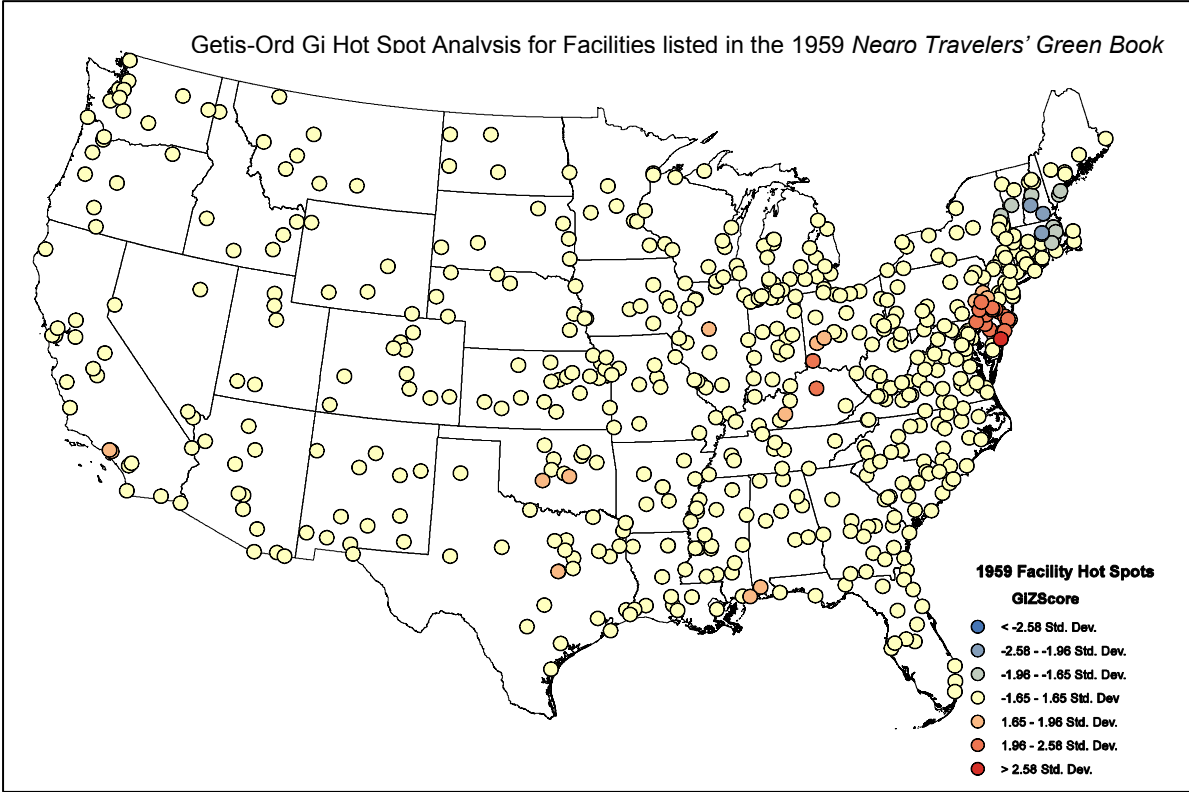 Getis-Ord Gi Hot Spot Analysis for Facilities listed in the 1959 Negro Travelers' Green Book
1959 Facility Hot Spots
GIZScore
< -2.58 Std. Dev.
-2.58 - -1.96 Std. Dev.
-1.96 - -1.65 Std. Dev.
-1.65 - 1.65 Std. Dev
1.65 - 1.96 Std. Dev.
1.96 - 2.58 Std. Dev.
> 2.58 Std. Dev.